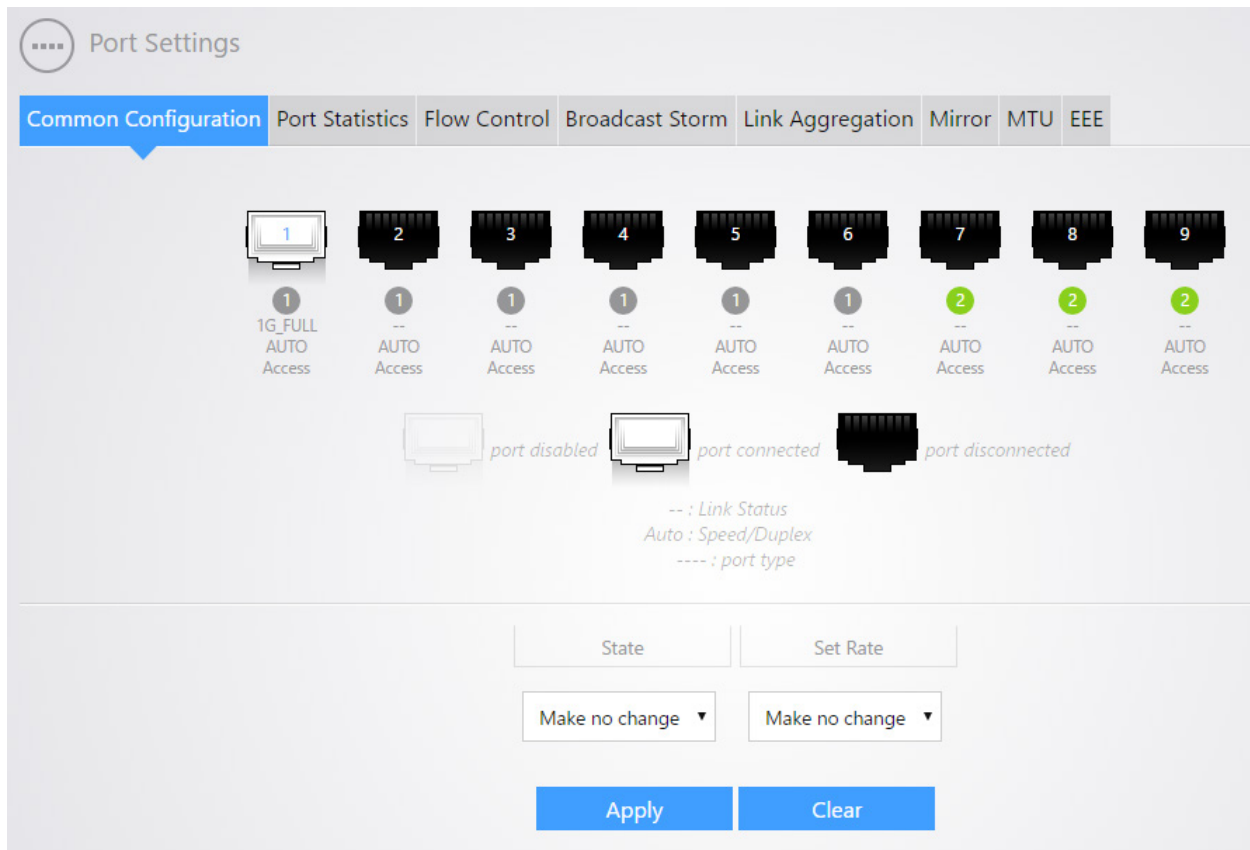 Port Settings
Common Configuration Port Statistics Flow Control Broadcast Storm Link Aggregation Mirror MTU EEE
1 2 3 4 5 6 7 8 9
1 1 1 1 1 1 2 2 2
1G_FULL -- -- -- -- -- -- -- --
AUTO AUTO AUTO AUTO AUTO AUTO AUTO AUTO AUTO
Access Access Access Access Access Access Access Access Access
port disabled port connected port disconnected
-- : Link Status
Auto : Speed/Duplex
---- : port type
State Set Rate
Make no change Make no change
Apply Clear